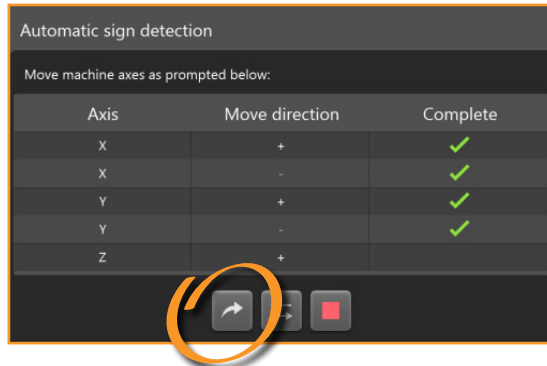 Automatic sign detection
Move machine axes as prompted below:
Axis Move direction Complete
X +
X -
Y +
Y -
Z +